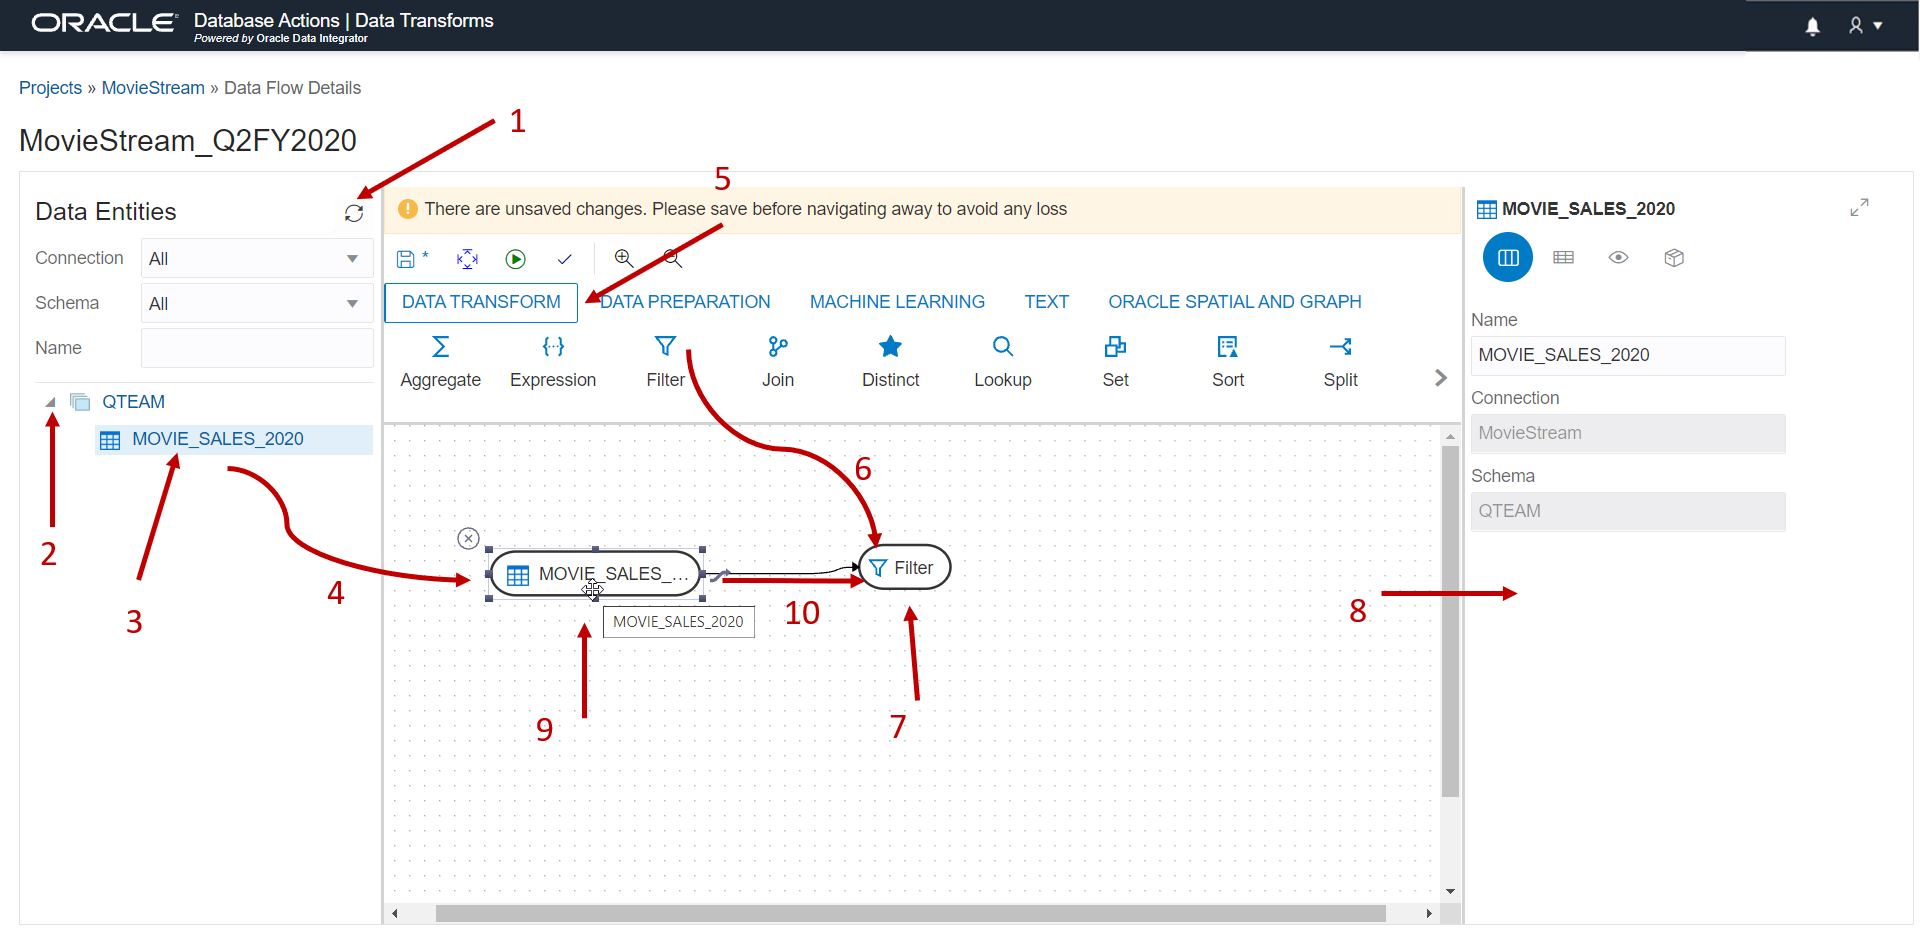 ORACLE Database Actions | Data Transforms
Powered by Oracle Data Integrator
Projects » MovieStream » Data Flow Details
1
MovieStream_Q2FY2020
5
Data Entities
There are unsaved changes. Please save before navigating away to avoid any loss
MOVIE_SALES_2020
Connection All
*
Schema All
DATA TRANSFORM DATA PREPARATION MACHINE LEARNING TEXT ORACLE SPATIAL AND GRAPH
Name
Name
MOVIE_SALES_2020
Aggregate Expression Filter Join Distinct Lookup Set Sort Split
Connection
MovieStream
QTEAM
MOVIE_SALES_2020
Schema
QTEAM
6
2
MOVIE_SALES_...
Filter
4
3
MOVIE_SALES_2020
10
8
9
7